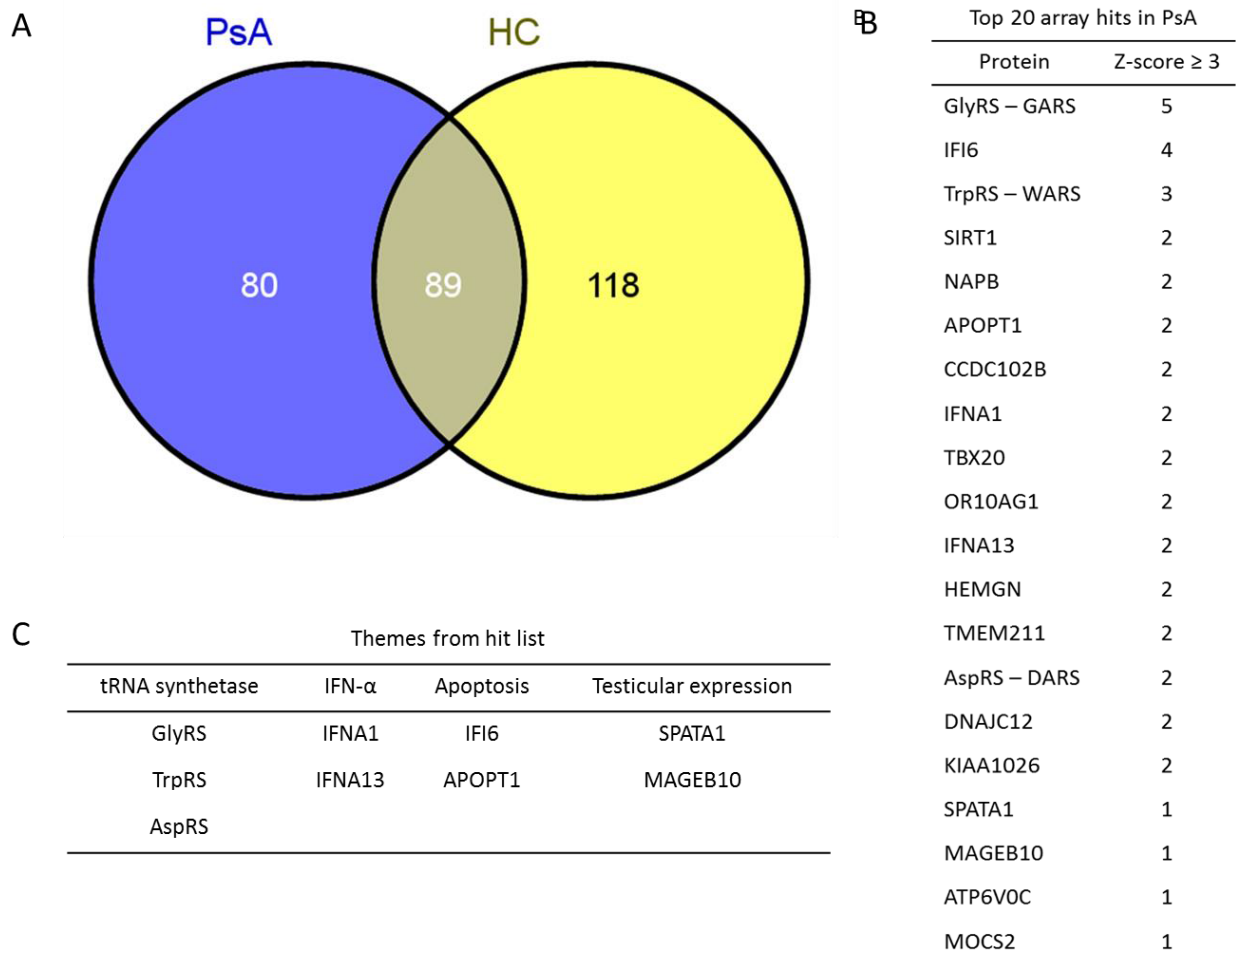 A
PsA HC
80 89 118
B
B
Top 20 array hits in PsA
Protein Z-score ≥ 3
GlyRS – GARS 5
IFI6 4
TrpRS – WARS 3
SIRT1 2
NAPB 2
APOPT1 2
CCDC102B 2
IFNA1 2
TBX20 2
OR10AG1 2
IFNA13 2
HEMGN 2
TMEM211 2
AspRS – DARS 2
DNAJC12 2
KIAA1026 2
SPATA1 1
MAGEB10 1
ATP6V0C 1
MOCS2 1
C
Themes from hit list
tRNA synthetase IFN-α Apoptosis Testicular expression
GlyRS IFNA1 IFI6 SPATA1
TrpRS IFNA13 APOPT1 MAGEB10
AspRS